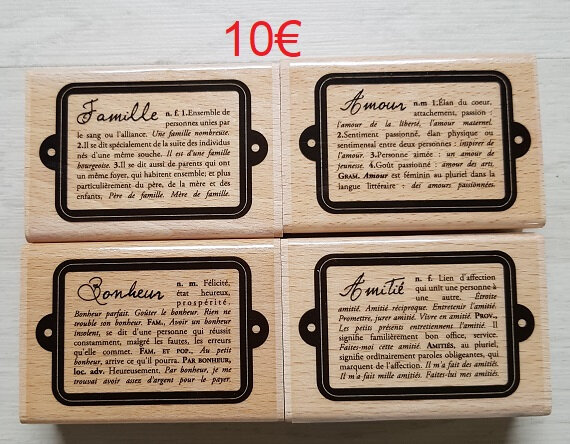 10€
Famille n. f. 1.Ensemble de
personnes unies par
le sang ou l'alliance. Une famille nombreuse.
2.Il se dit spécialement de la suite des individus
nés d'une même souche. Il est d'une famille
bourgeoise. 3.Il se dit aussi de parents qui ont
un même foyer, qui habitent ensemble; et plus
particulièrement du père, de la mère et des
enfants. Père de famille. Mère de famille.
Amour n.m 1.Élan du coeur,
attachement, passion :
l'amour de la liberté, l'amour maternel.
2.Sentiment passionné, élan physique ou
sentimental entre deux personnes : inspirer de
l'amour. 3.Personne aimée : un amour de
jeunesse. 4.Goût passionné : amour des arts.
GRAM. Amour est féminin au pluriel dans la
langue littéraire : des amours passionnées.
Bonheur n. m. Félicité,
état heureux,
prospérité.
Bonheur parfait. Goûter le bonheur. Rien ne
trouble son bonheur. FAM., Avoir un bonheur
insolent, se dit d'une personne qui réussit
constamment, malgré les fautes, les erreurs
qu'elle commet. FAM. ET POP., Au petit
bonheur, arrive ce qu'il pourra. PAR BONHEUR,
loc. adv. Heureusement. Par bonheur, je me
trouvai avoir assez d'argent pour le payer.
Amitié n. f. Lien d'affection
qui unit une personne à
une autre. Étroite
amitié. Amitié réciproque. Entretenir l'amitié.
Promettre, jurer amitié. Vivre en amitié. PROV.,
Les petits présents entretiennent l'amitié. Il
signifie familièrement bon office, service.
Faites-moi cette amitié. AMITIÉS, au pluriel,
signifie ordinairement paroles obligeantes, qui
marquent de l'affection. Il m'a fait des amitiés.
Il m'a fait mille amitiés. Faites-lui mes amitiés.